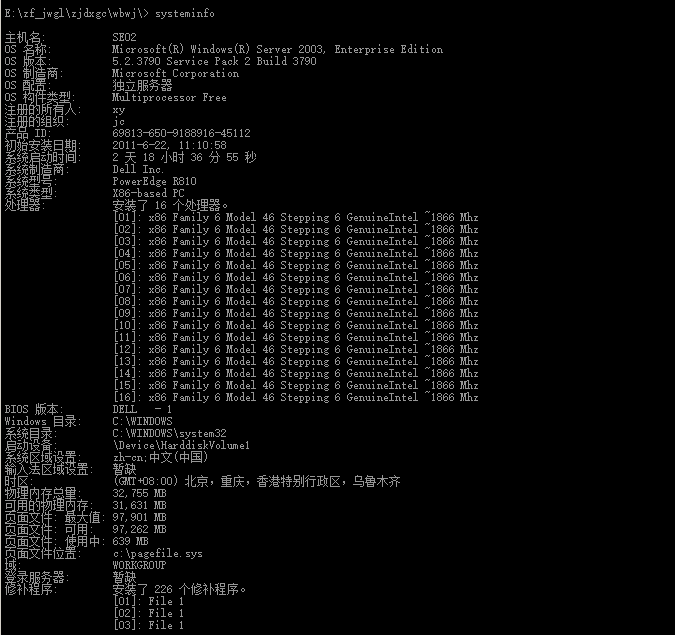 E:\zf_jwgl\zjdxgc\wbwj\> systeminfo
主机名: SE02
OS 名称: Microsoft(R) Windows(R) Server 2003, Enterprise Edition
OS 版本: 5.2.3790 Service Pack 2 Build 3790
OS 制造商: Microsoft Corporation
OS 配置: 独立服务器
OS 构件类型: Multiprocessor Free
注册的所有人: xy
注册的组织: jc
产品 ID: 69813-650-9188916-45112
初始安装日期: 2011-6-22, 11:10:58
系统启动时间: 2 天 18 小时 36 分 55 秒
系统制造商: Dell Inc.
系统型号: PowerEdge R810
系统类型: X86-based PC
处理器: 安装了 16 个处理器。
[01]: x86 Family 6 Model 46 Stepping 6 GenuineIntel ~1866 Mhz
[02]: x86 Family 6 Model 46 Stepping 6 GenuineIntel ~1866 Mhz
[03]: x86 Family 6 Model 46 Stepping 6 GenuineIntel ~1866 Mhz
[04]: x86 Family 6 Model 46 Stepping 6 GenuineIntel ~1866 Mhz
[05]: x86 Family 6 Model 46 Stepping 6 GenuineIntel ~1866 Mhz
[06]: x86 Family 6 Model 46 Stepping 6 GenuineIntel ~1866 Mhz
[07]: x86 Family 6 Model 46 Stepping 6 GenuineIntel ~1866 Mhz
[08]: x86 Family 6 Model 46 Stepping 6 GenuineIntel ~1866 Mhz
[09]: x86 Family 6 Model 46 Stepping 6 GenuineIntel ~1866 Mhz
[10]: x86 Family 6 Model 46 Stepping 6 GenuineIntel ~1866 Mhz
[11]: x86 Family 6 Model 46 Stepping 6 GenuineIntel ~1866 Mhz
[12]: x86 Family 6 Model 46 Stepping 6 GenuineIntel ~1866 Mhz
[13]: x86 Family 6 Model 46 Stepping 6 GenuineIntel ~1866 Mhz
[14]: x86 Family 6 Model 46 Stepping 6 GenuineIntel ~1866 Mhz
[15]: x86 Family 6 Model 46 Stepping 6 GenuineIntel ~1866 Mhz
[16]: x86 Family 6 Model 46 Stepping 6 GenuineIntel ~1866 Mhz
BIOS 版本: DELL - 1
Windows 目录: C:\WINDOWS
系统目录: C:\WINDOWS\system32
启动设备: \Device\HarddiskVolume1
系统区域设置: zh-cn;中文(中国)
输入法区域设置: 暂缺
时区: (GMT+08:00) 北京，重庆，香港特别行政区，乌鲁木齐
物理内存总量: 32,755 MB
可用的物理内存: 31,631 MB
页面文件: 最大值: 97,901 MB
页面文件: 可用: 97,262 MB
页面文件: 使用中: 639 MB
页面文件位置: c:\pagefile.sys
域: WORKGROUP
登录服务器: 暂缺
修补程序: 安装了 226 个修补程序。
[01]: File 1
[02]: File 1
[03]: File 1